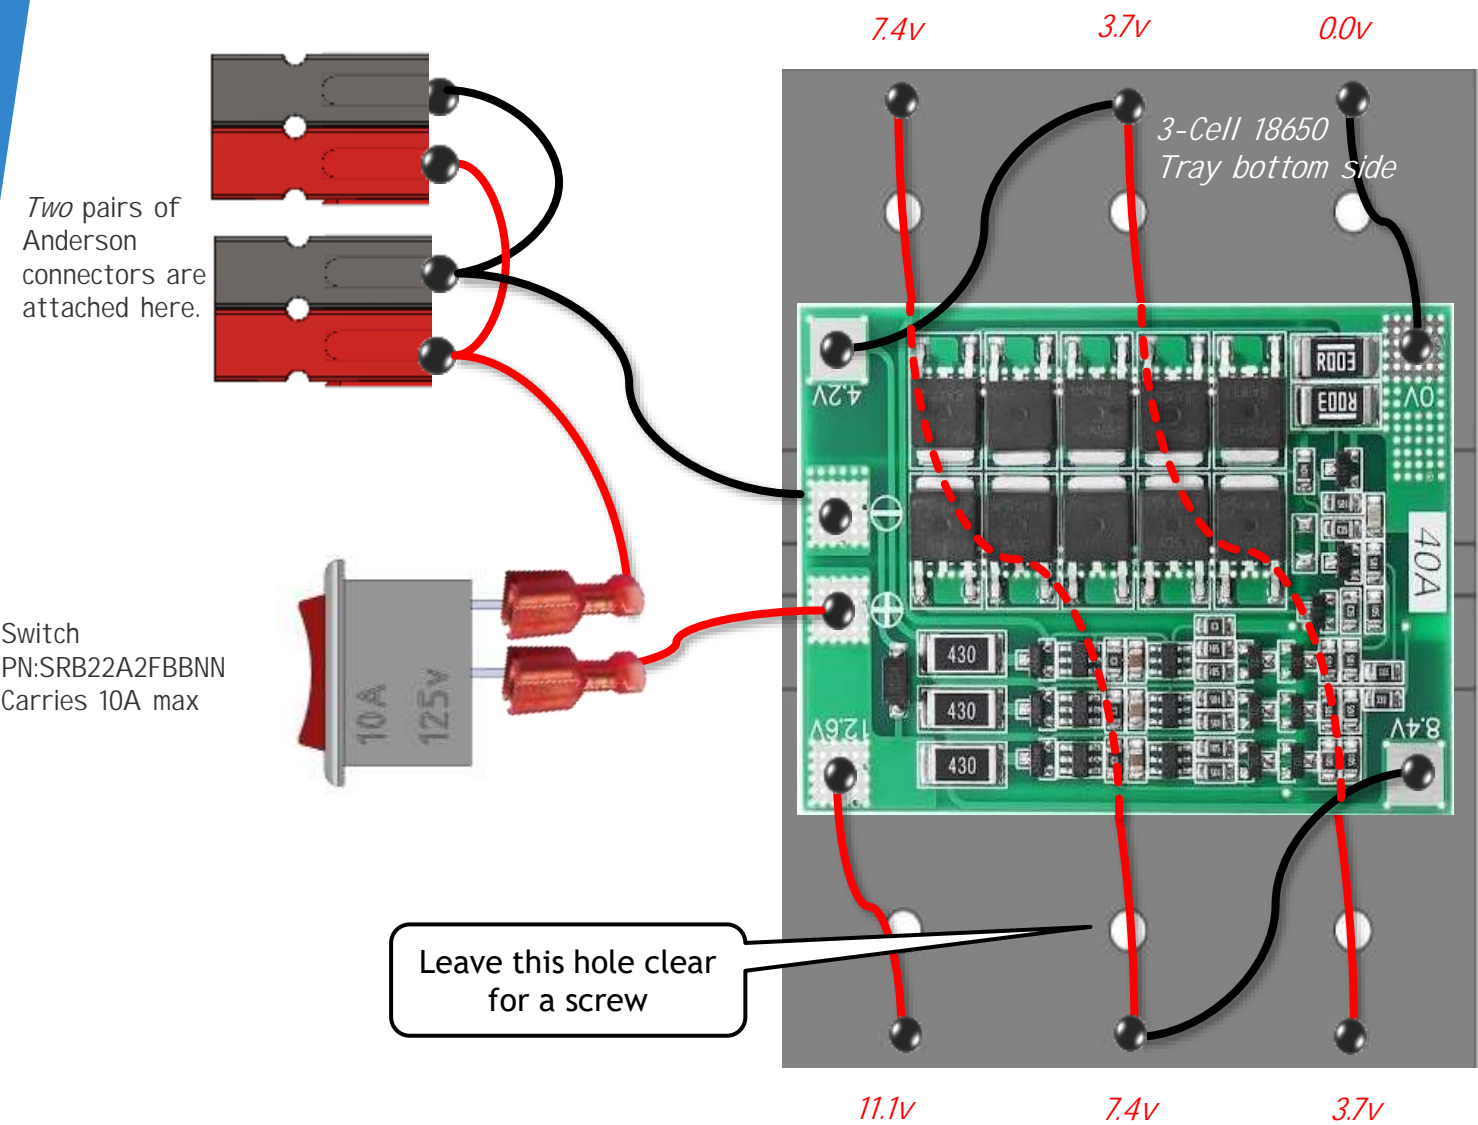 7.4v
3.7v
0.0v
3-Cell 18650
Tray bottom side
Two pairs of
Anderson
connectors are
attached here.
R003
R003
4.2V
0V
40A
Switch
PN:SRB22A2FBBNN
Carries 10A max
10A
125v
430
430
430
12.6V
8.4V
Leave this hole clear
for a screw
11.1v
7.4v
3.7v